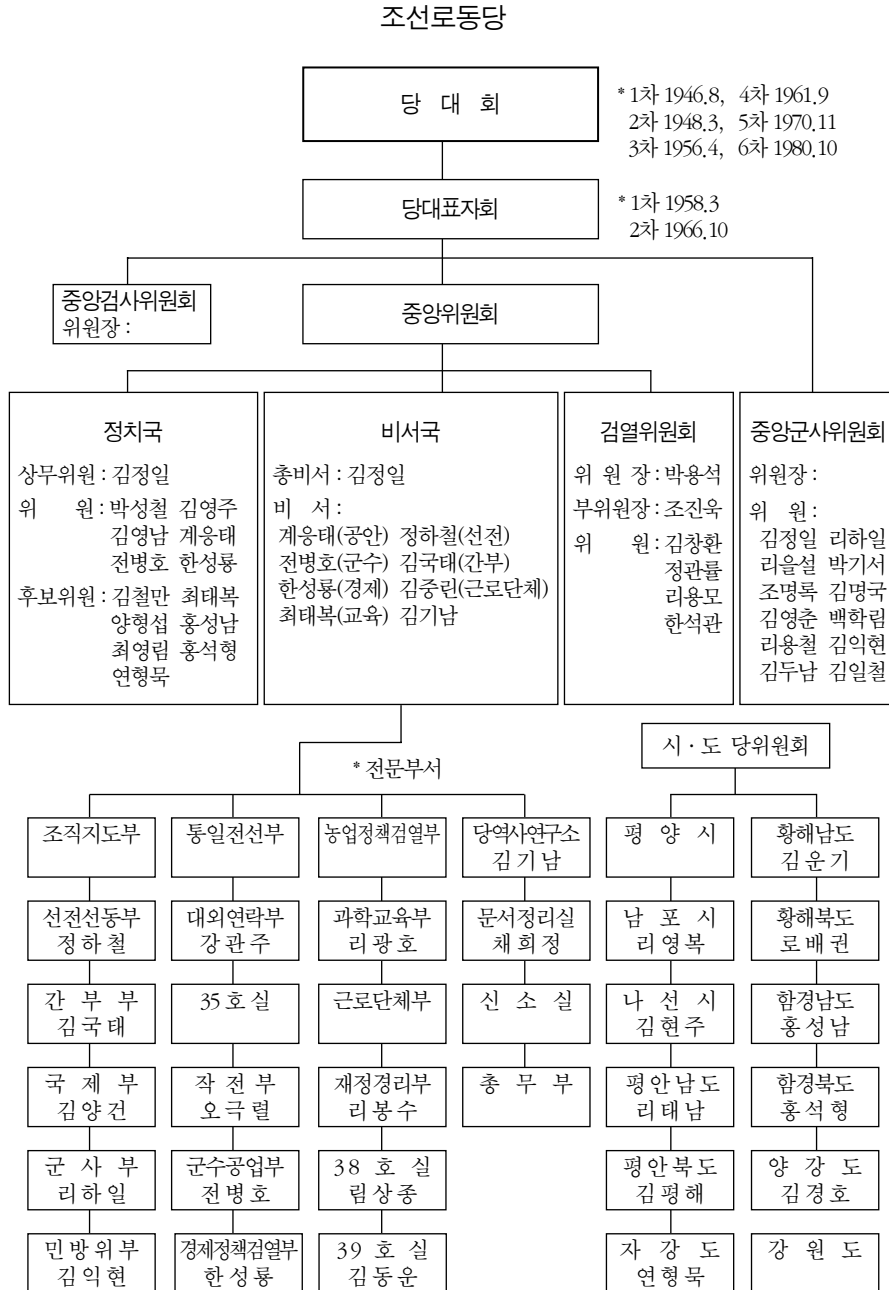 조선로동당
당 대 회
* 1차 1946.8, 4차 1961.9
2차 1948.3, 5차 1970.11
3차 1956.4, 6차 1980.10
당대표자회
* 1차 1958.3
2차 1966.10
중앙검사위원회
위원장 :
중앙위원회
정치국
상무위원 : 김정일
위 원 : 박성철 김영주
김영남 계응태
전병호 한성룡
후보위원 : 김철만 최태복
양형섭 홍성남
최영림 홍석형
연형묵
비서국
총비서 : 김정일
비 서 :
계응태(공안) 정하철(선전)
전병호(군수) 김국태(간부)
한성룡(경제) 김중린(근로단체)
최태복(교육) 김기남
검열위원회
위 원 장 : 박용석
부위원장 : 조진욱
위 원 : 김창환
정관률
리용모
한석관
중앙군사위원회
위원장 :
위 원 :
김정일 리하일
리을설 박기서
조명록 김명국
김영춘 백학림
리용철 김익현
김두남 김일철
* 전문부서
조직지도부
선전선동부
정하철
간 부 부
김국태
국 제 부
김양건
군 사 부
리하일
민방위부
김익현
통일전선부
대외연락부
강관주
35호실
작 전 부
오극렬
군수공업부
전병호
경제정책검열부
한성룡
농업정책검열부
과학교육부
리광호
근로단체부
재정경리부
리봉수
38 호 실
림상종
39 호 실
김동운
당역사연구소
김기남
문서정리실
채희정
신 소 실
총 무 부
시·도 당위원회
평 양 시
남 포 시
리영복
나 선 시
김현주
평안남도
리태남
평안북도
김평해
자 강 도
연형묵
황해남도
김운기
황해북도
로배권
함경남도
홍성남
함경북도
홍석형
양 강 도
김경호
강 원 도